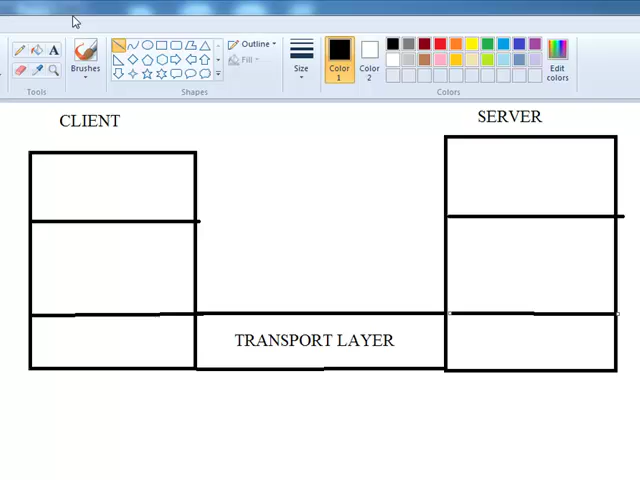 Outline
Fill
Brushes
Size
Color 1
Color 2
Edit colors
Tools
Shapes
Colors
CLIENT
SERVER
TRANSPORT LAYER